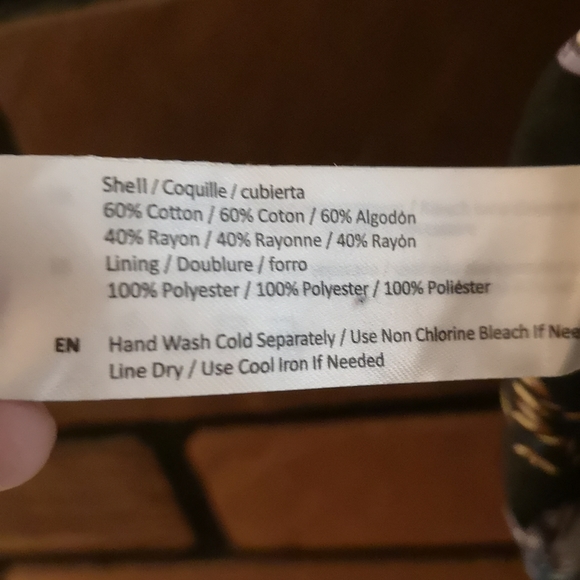 Shell / Coquille / cubierta
60% Cotton / 60% Coton / 60% Algodón
40% Rayon / 40% Rayonne / 40% Rayón
Lining / Doublure / forro
100% Polyester / 100% Polyester / 100% Poliéster
EN Hand Wash Cold Separately / Use Non Chlorine Bleach If
Line Dry / Use Cool Iron If Needed